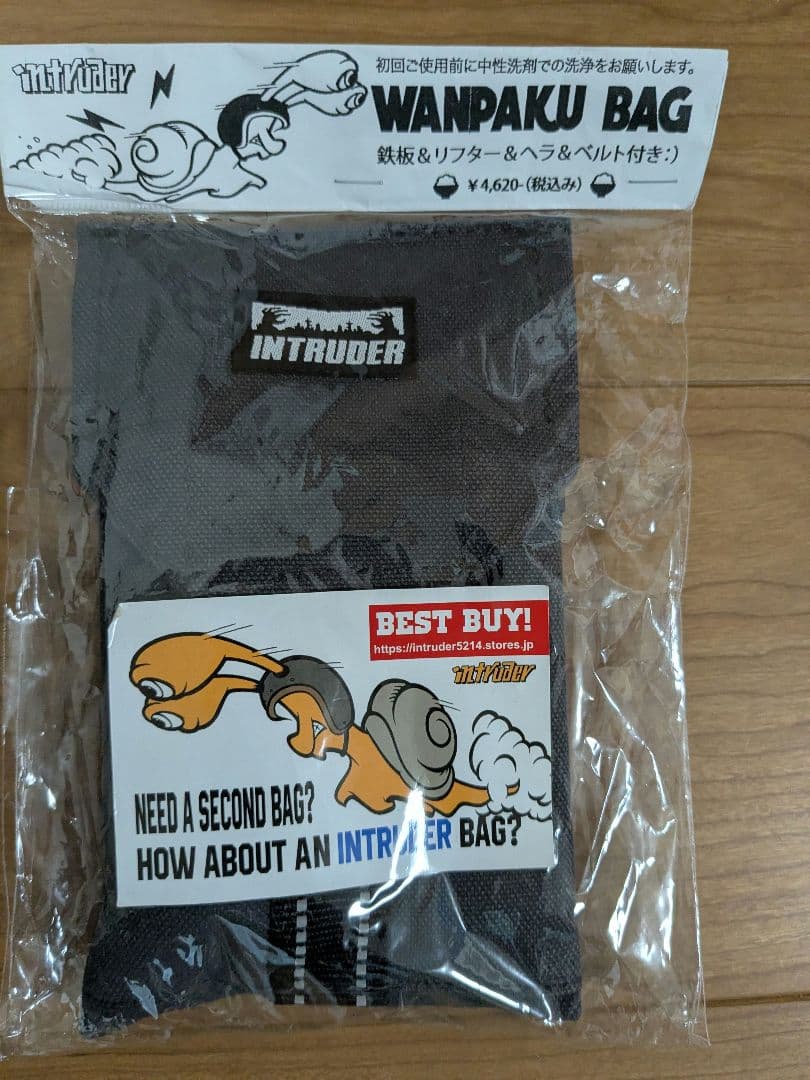 intruder
初回ご使用前に中性洗剤での洗浄をお願いします。
WANPAKU BAG
鉄板&リフター&ヘラ&ベルト付き:)
¥4,620-(税込み)
INTRUDER
BEST BUY!
https://intruder5214.stores.jp
intruder
NEED A SECOND BAG?
HOW ABOUT AN INTRUDER BAG?